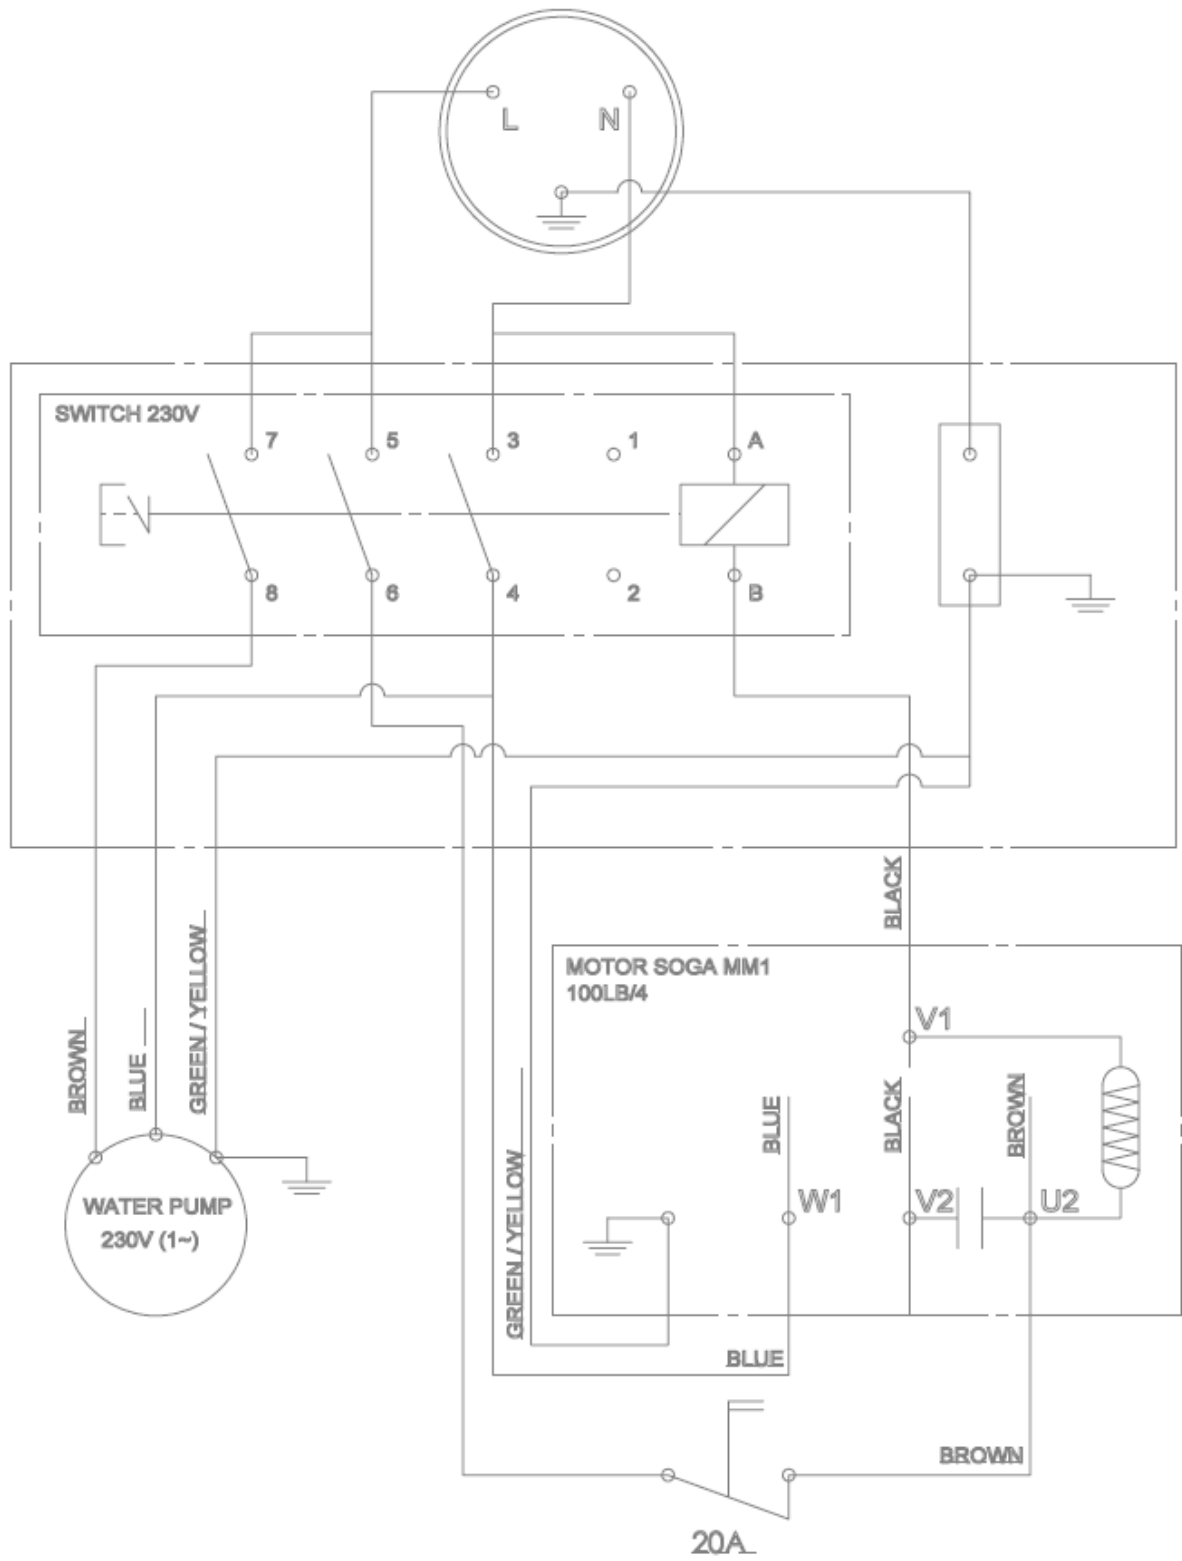 L N
SWITCH 230V
7 5 3 1 A
8 6 4 2 B
BLACK
MOTOR SOGA MM1
100LB/4
V1
BROWN
BLUE
GREEN / YELLOW
GREEN / YELLOW
BLUE
BLACK
BROWN
W1 V2 U2
WATER PUMP
230V (1~)
BLUE
BROWN
20A